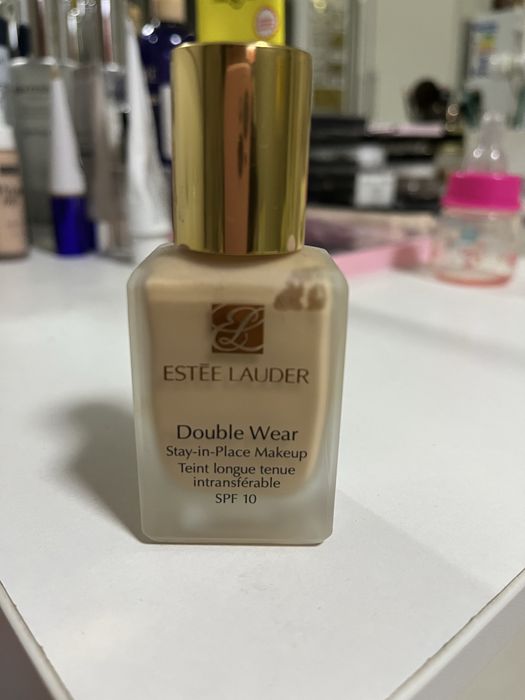 ESTĒE LAUDER
Double Wear
Stay-in-Place Makeup
Teint longue tenue
intransférable
SPF 10